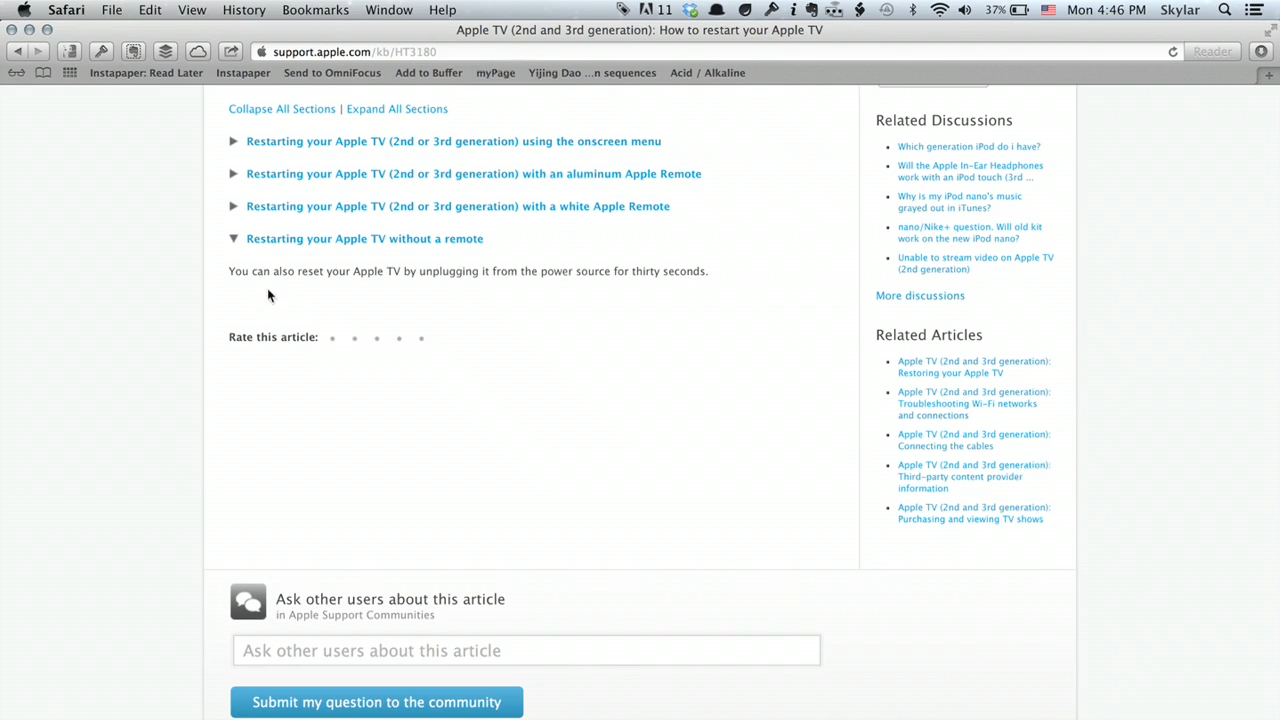 Safari File Edit View History Bookmarks Window Help 11 37% Mon 4:46 PM Skylar
Apple TV (2nd and 3rd generation): How to restart your Apple TV
support.apple.com/kb/HT3180 Reader
Instapaper: Read Later Instapaper Send to OmniFocus Add to Buffer myPage Yijing Dao ...n sequences Acid / Alkaline
Collapse All Sections | Expand All Sections
Restarting your Apple TV (2nd or 3rd generation) using the onscreen menu
Restarting your Apple TV (2nd or 3rd generation) with an aluminum Apple Remote
Restarting your Apple TV (2nd or 3rd generation) with a white Apple Remote
Restarting your Apple TV without a remote
You can also reset your Apple TV by unplugging it from the power source for thirty seconds.
Rate this article:
Related Discussions
Which generation iPod do i have?
Will the Apple In-Ear Headphones
work with an iPod touch (3rd ...
Why is my iPod nano's music
grayed out in iTunes?
nano/Nike+ question. Will old kit
work on the new iPod nano?
Unable to stream video on Apple TV
(2nd generation)
More discussions
Related Articles
Apple TV (2nd and 3rd generation):
Restoring your Apple TV
Apple TV (2nd and 3rd generation):
Troubleshooting Wi-Fi networks
and connections
Apple TV (2nd and 3rd generation):
Connecting the cables
Apple TV (2nd and 3rd generation):
Third-party content provider
information
Apple TV (2nd and 3rd generation):
Purchasing and viewing TV shows
Ask other users about this article
in Apple Support Communities
Ask other users about this article
Submit my question to the community